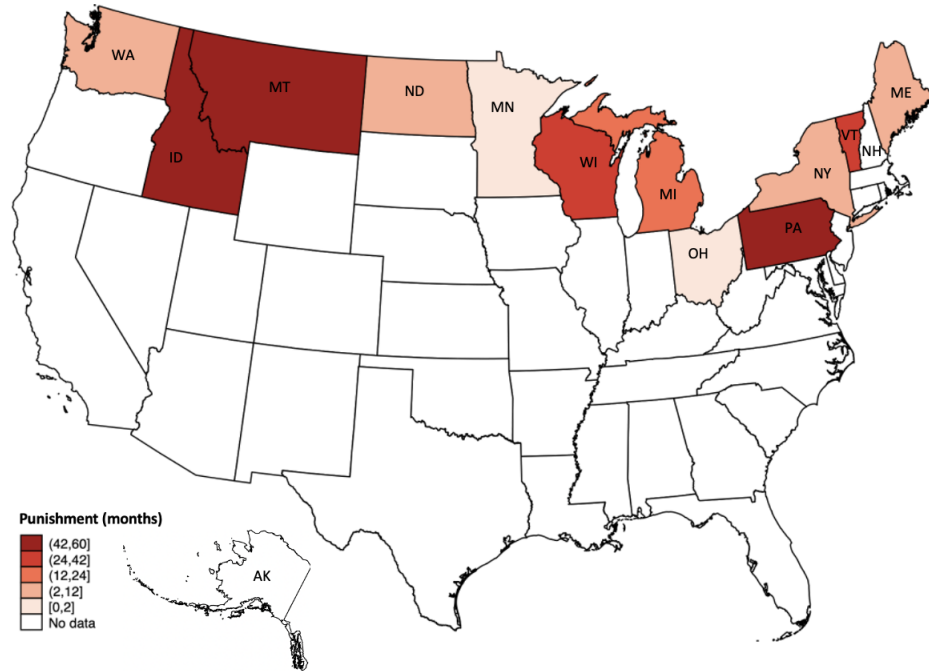 WA
MT
ND
MN
ME
ID
WI
VT
NH
MI
NY
OH
PA
Punishment (months)
(42,60]
(24,42]
(12,24]
(2,12]
[0,2]
No data
AK